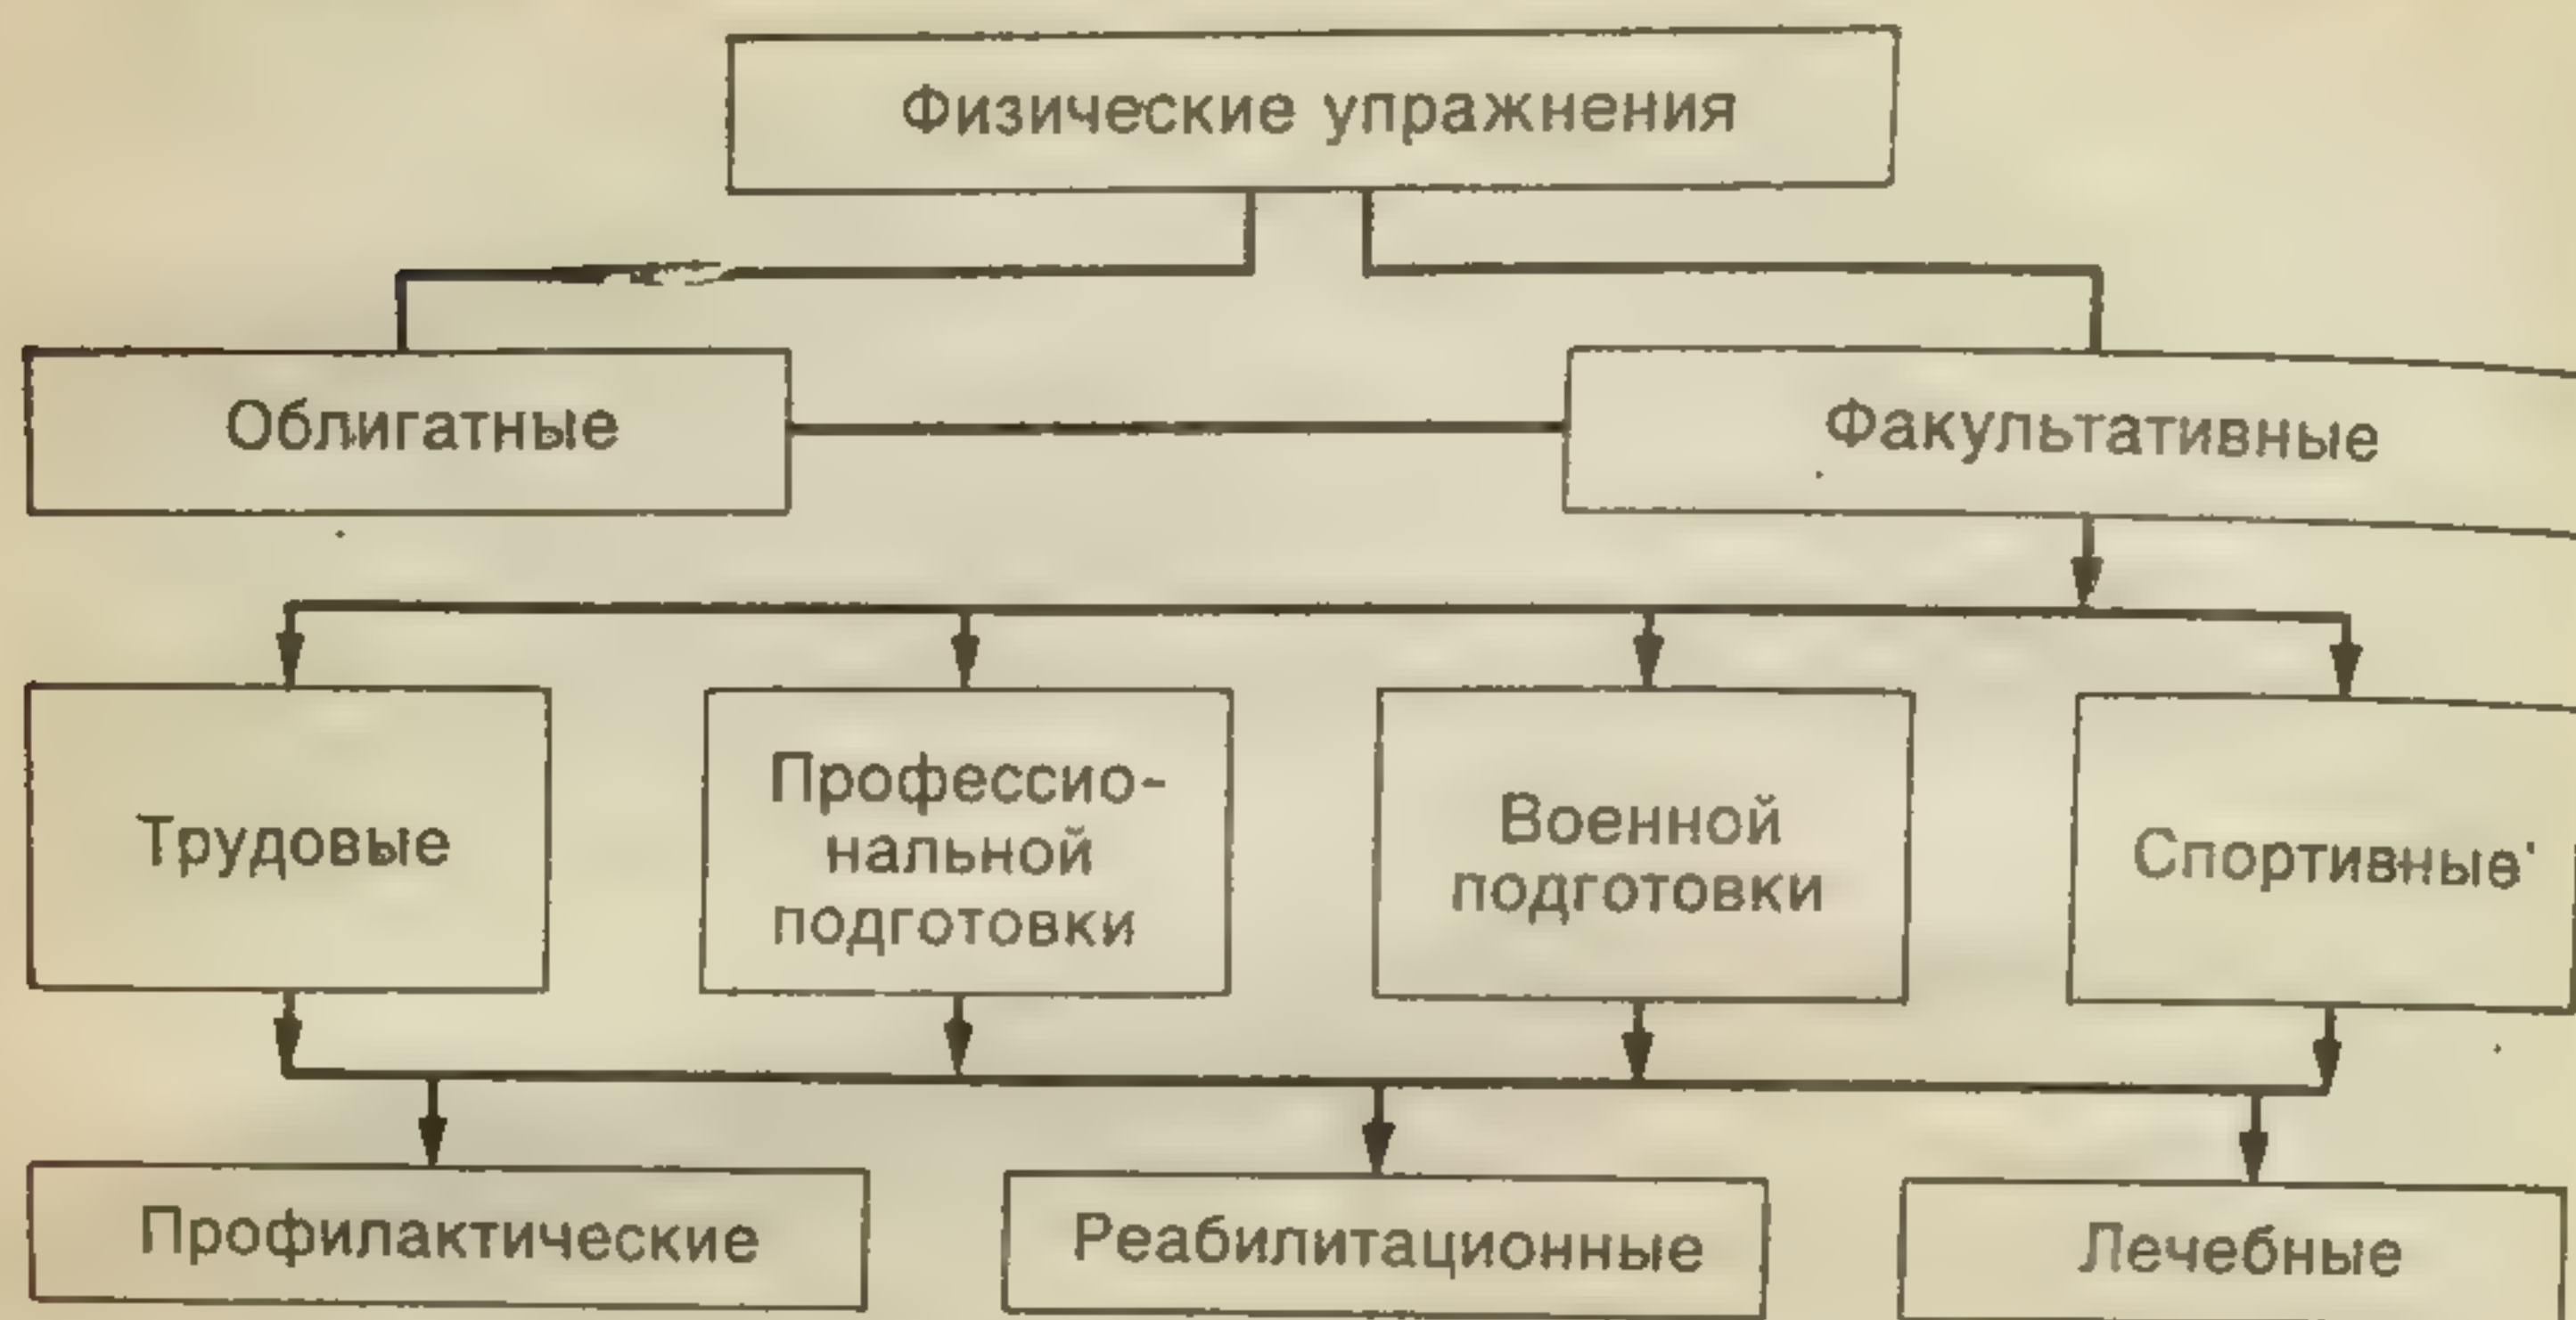 Физические упражнения
Облигатные
Факультативные
Трудовые
Профессио-
нальной
подготовки
Военной
подготовки
Спортивные
Профилактические
Реабилитационные
Лечебные